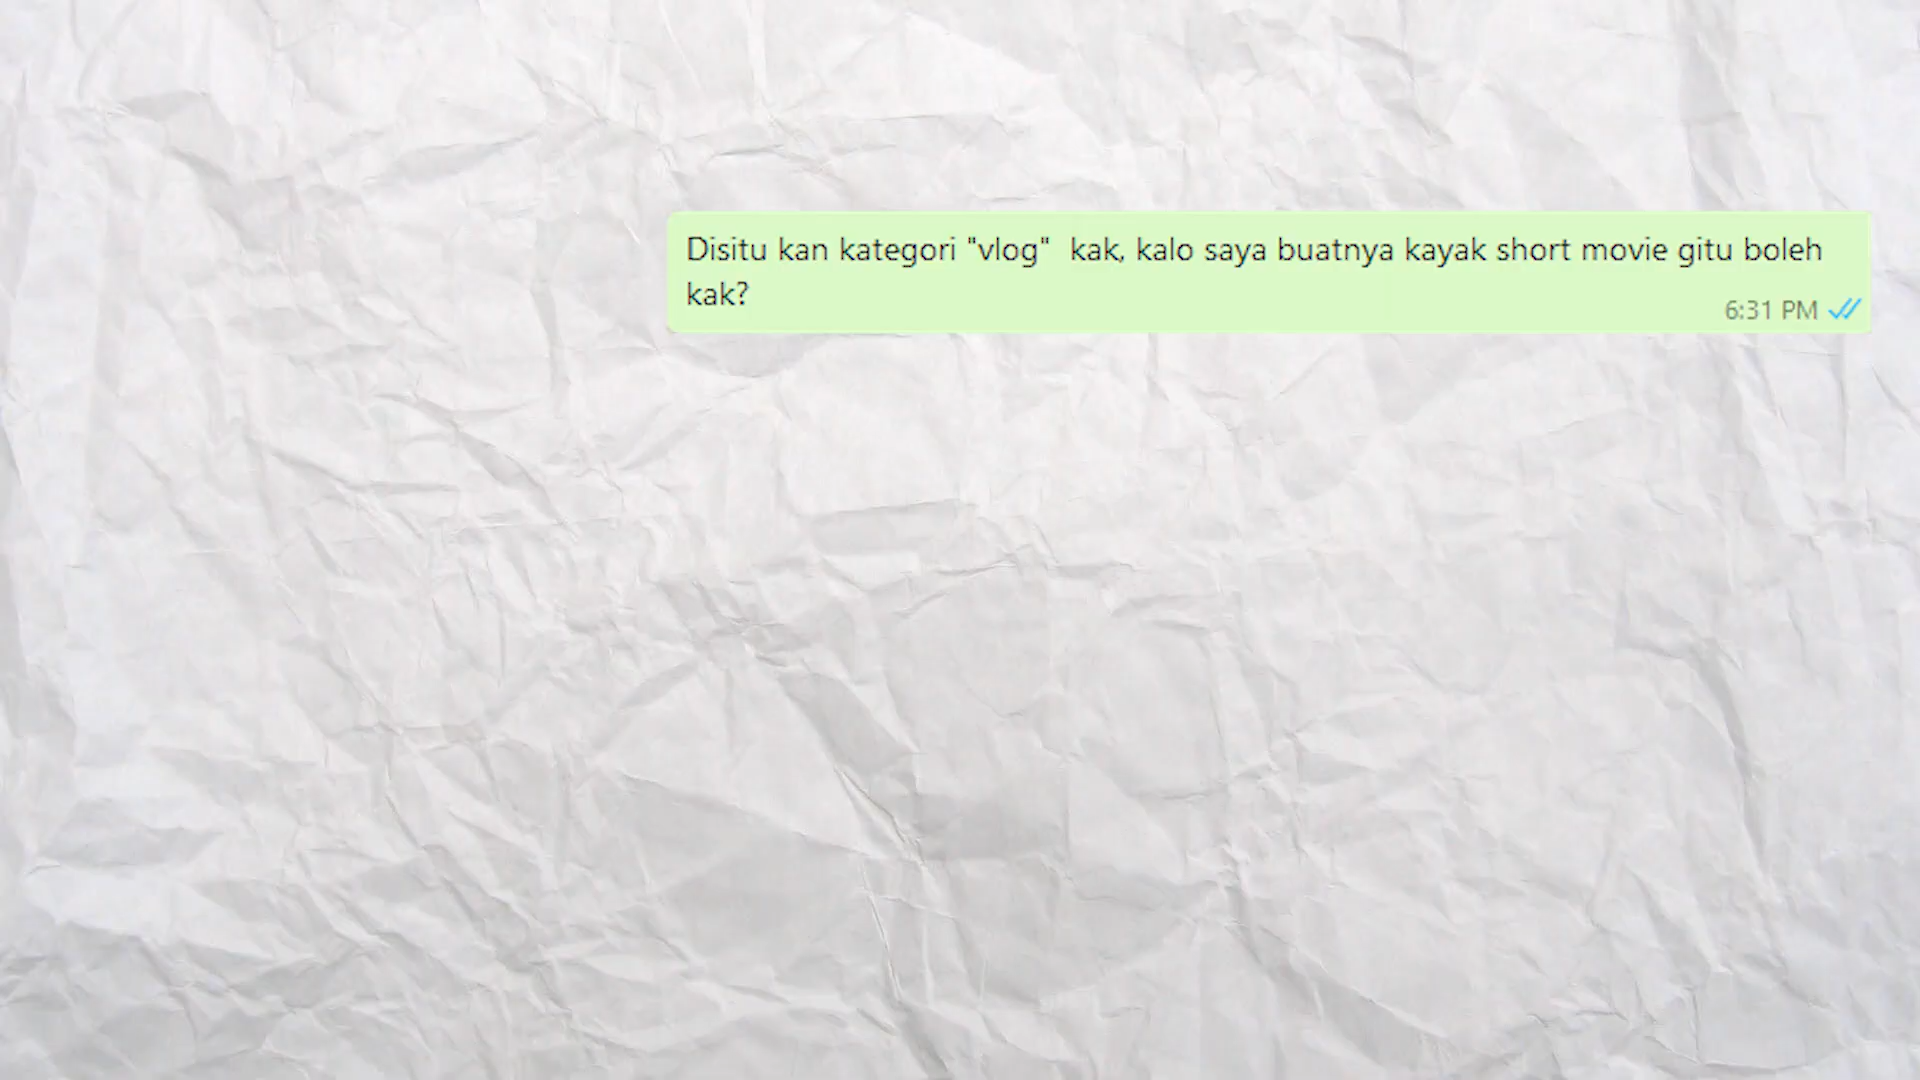 Disitu kan kategori "vlog"  kak, kalo saya buatnya kayak short movie gitu boleh
kak?
6:31 PM